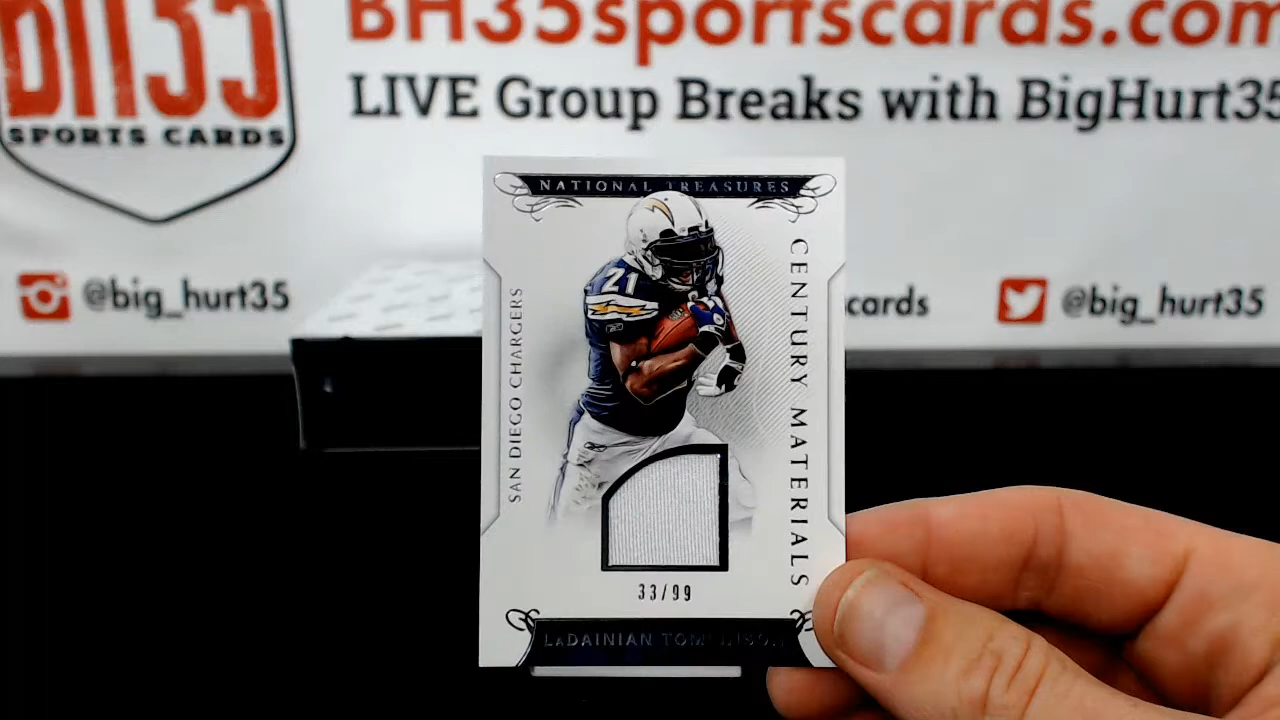 BH35
SPORTS CARDS
BH35sportscards.com
LIVE Group Breaks with BigHurt35
@big_hurt35
cards
@big_hurt35
NATIONAL TREASURES
SAN DIEGO CHARGERS
CENTURY MATERIALS
21
33/99
LaDAINIAN TOMLINSON